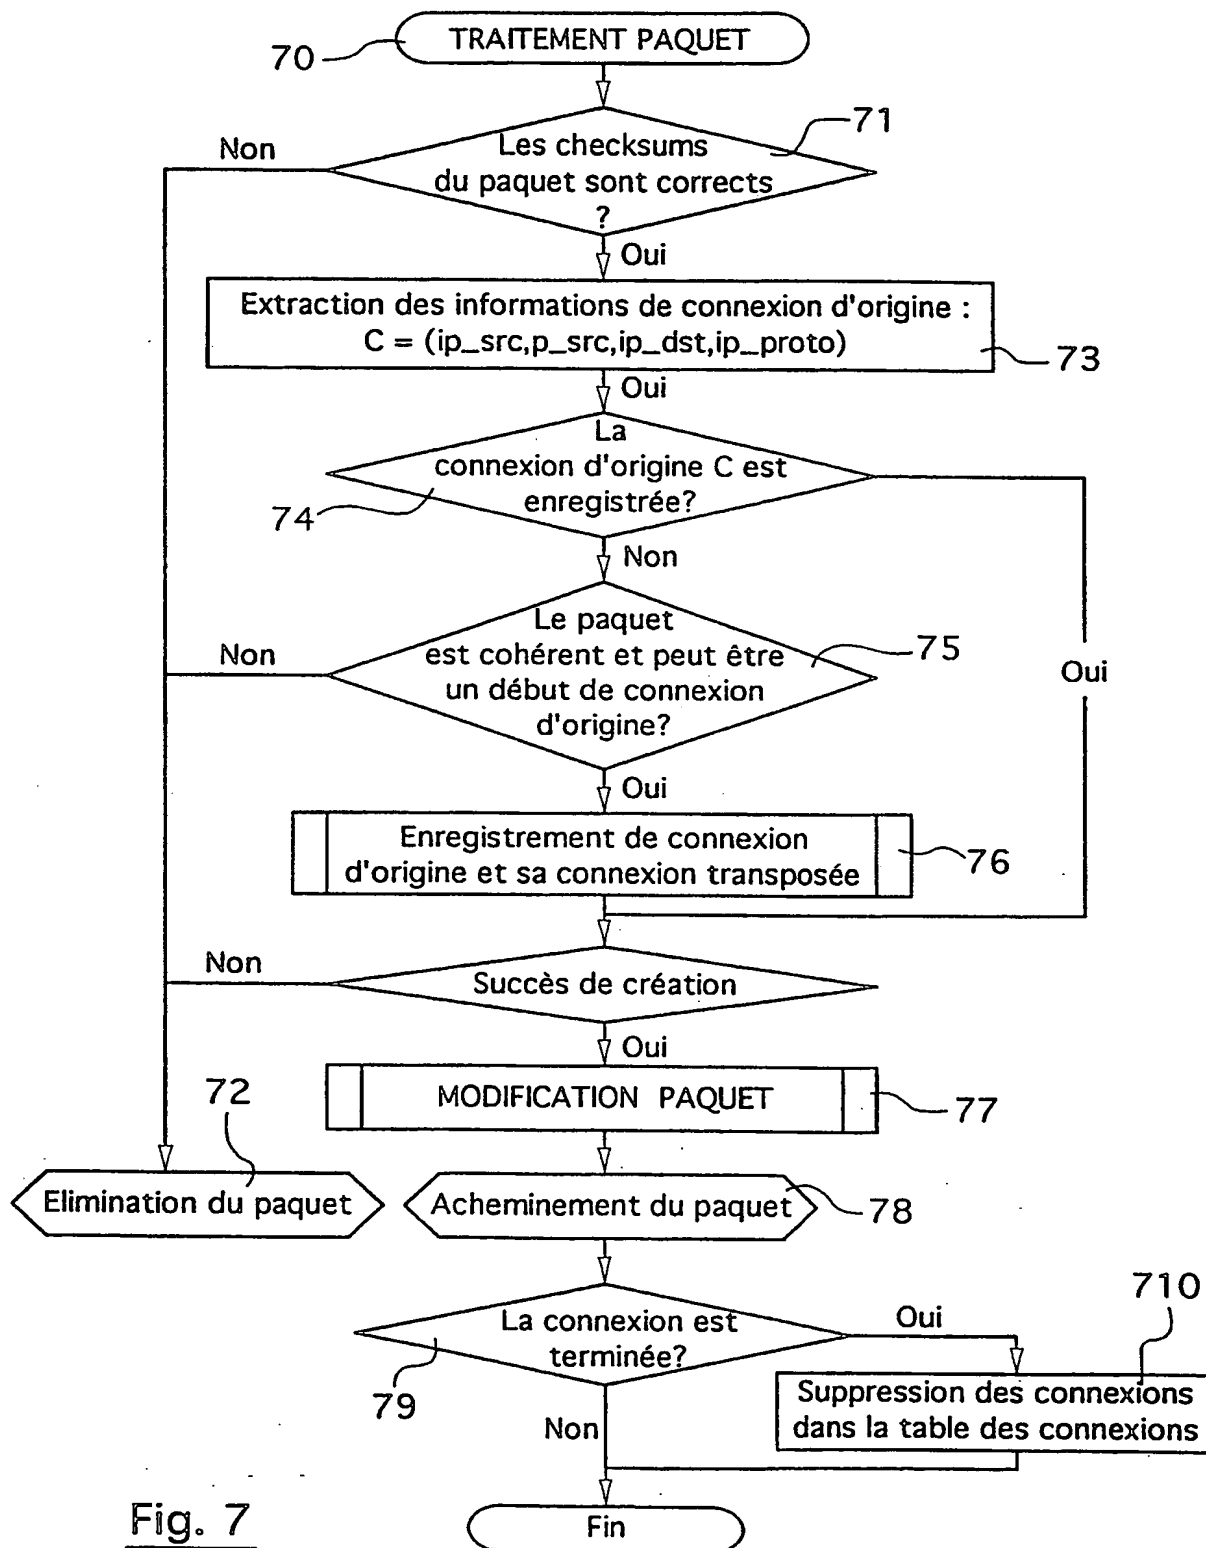 TRAITEMENT PAQUET
70
71
Non
Les checksums
du paquet sont corrects
?
Oui
Extraction des informations de connexion d'origine :
C = (ip_src,p_src,ip_dst,ip_proto)
73
Oui
La
connexion d'origine C est
enregistrée?
74
Non
Le paquet
est cohérent et peut être
un début de connexion
d'origine?
Non
75
Oui
Oui
Enregistrement de connexion
d'origine et sa connexion transposée
76
Non
Succès de création
Oui
72
MODIFICATION PAQUET
77
Elimination du paquet
Acheminement du paquet
78
710
La connexion est
terminée?
Oui
79
Suppression des connexions
dans la table des connexions
Non
Fig. 7
Fin